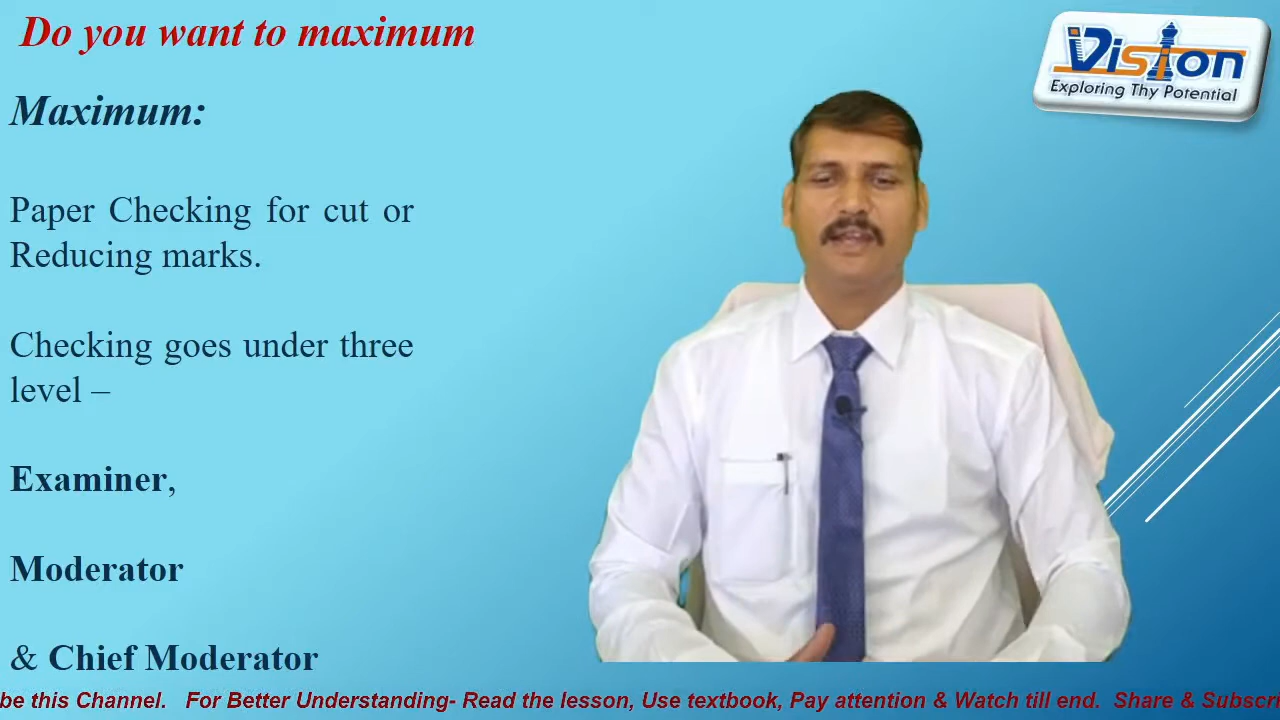 Do you want to maximum
Vision
Exploring Thy Potential
Maximum:
Paper Checking for cut or
Reducing marks.
Checking goes under three
level –
Examiner,
Moderator
& Chief Moderator
be this Channel. For Better Understanding- Read the lesson, Use textbook, Pay attention & Watch till end. Share & Subscr